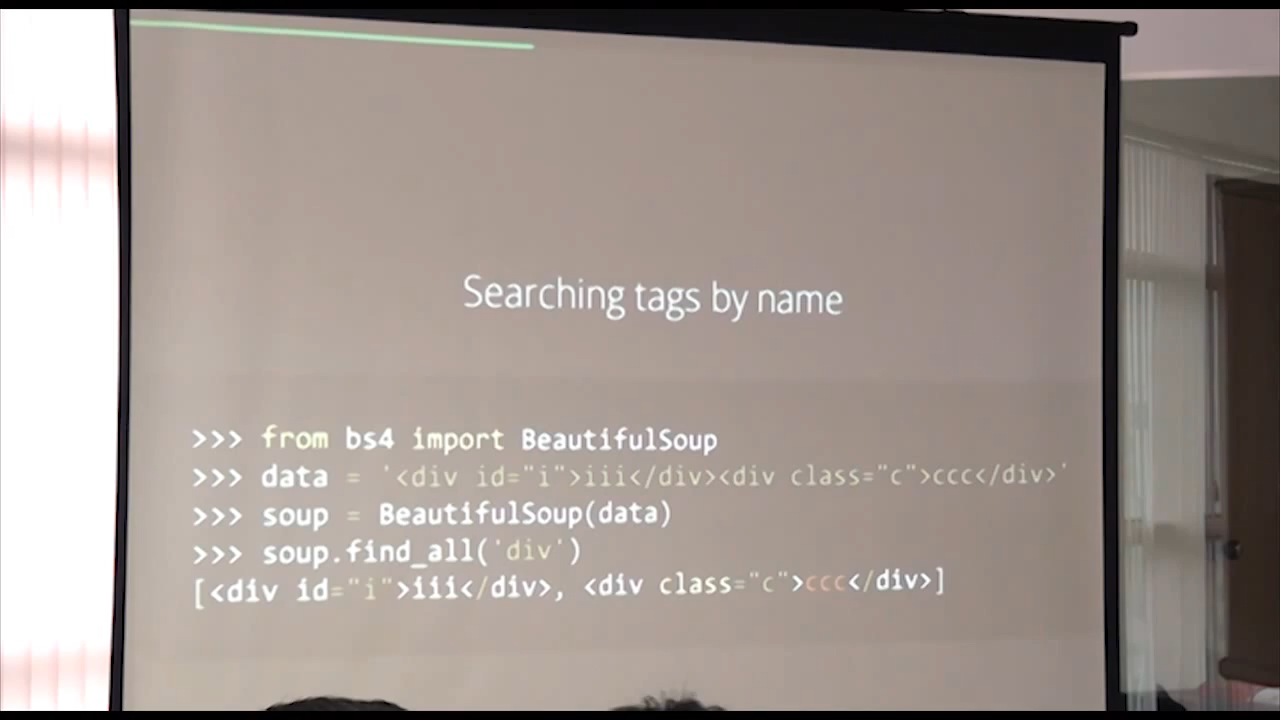 Searching tags by name
>>> from bs4 import BeautifulSoup
>>> data = '<div id="i">iii</div><div class="c">ccc</div>'
>>> soup = BeautifulSoup(data)
>>> soup.find_all('div')
[<div id="i">iii</div>, <div class="c">ccc</div>]